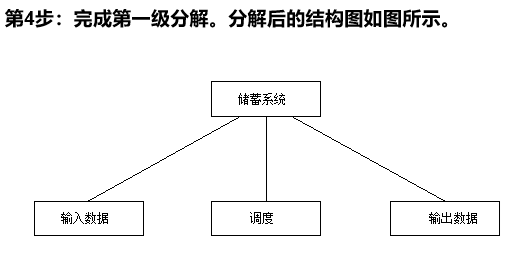 第4步：完成第一级分解。分解后的结构图如图所示。
储蓄系统
输入数据
调度
输出数据